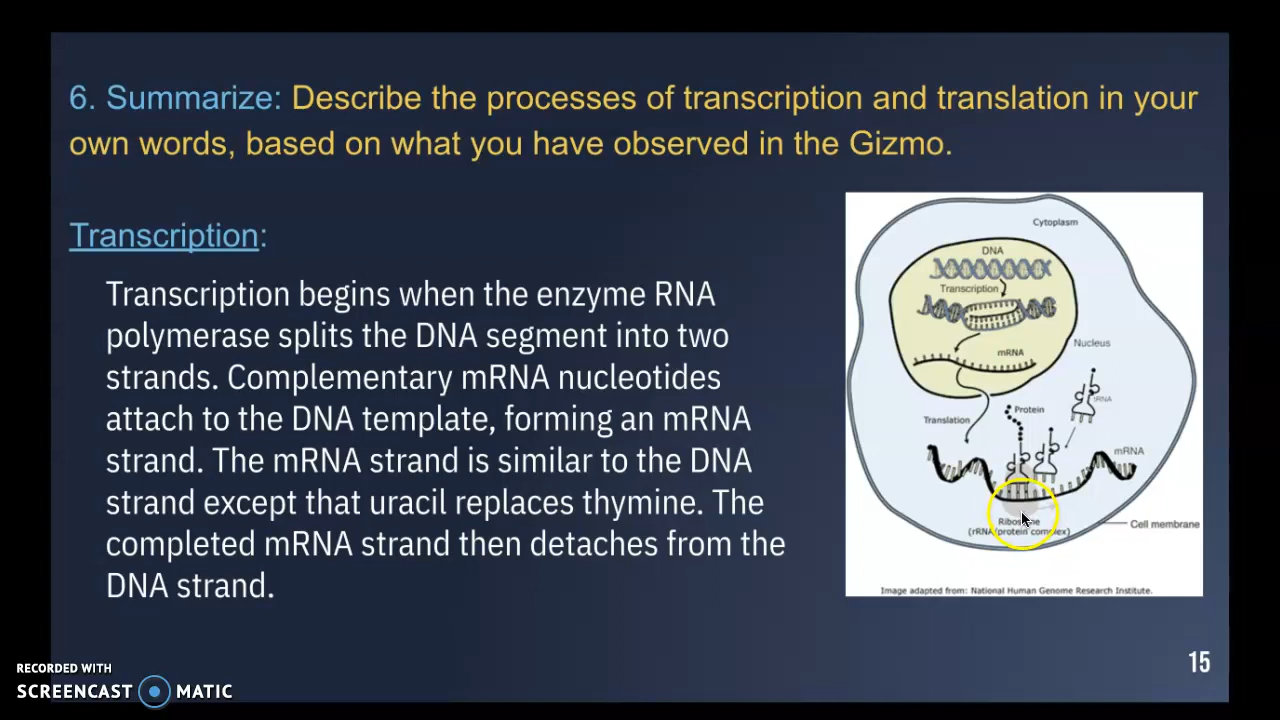 6. Summarize: Describe the processes of transcription and translation in your
own words, based on what you have observed in the Gizmo.
Transcription:
Transcription begins when the enzyme RNA
polymerase splits the DNA segment into two
strands. Complementary mRNA nucleotides
attach to the DNA template, forming an mRNA
strand. The mRNA strand is similar to the DNA
strand except that uracil replaces thymine. The
completed mRNA strand then detaches from the
DNA strand.
Cytoplasm
DNA
Transcription
mRNA
Nucleus
tRNA
Translation
Protein
mRNA
Ribosome
(rRNA/protein complex)
Cell membrane
Image adapted from: National Human Genome Research Institute.
15
RECORDED WITH
SCREENCAST MATIC